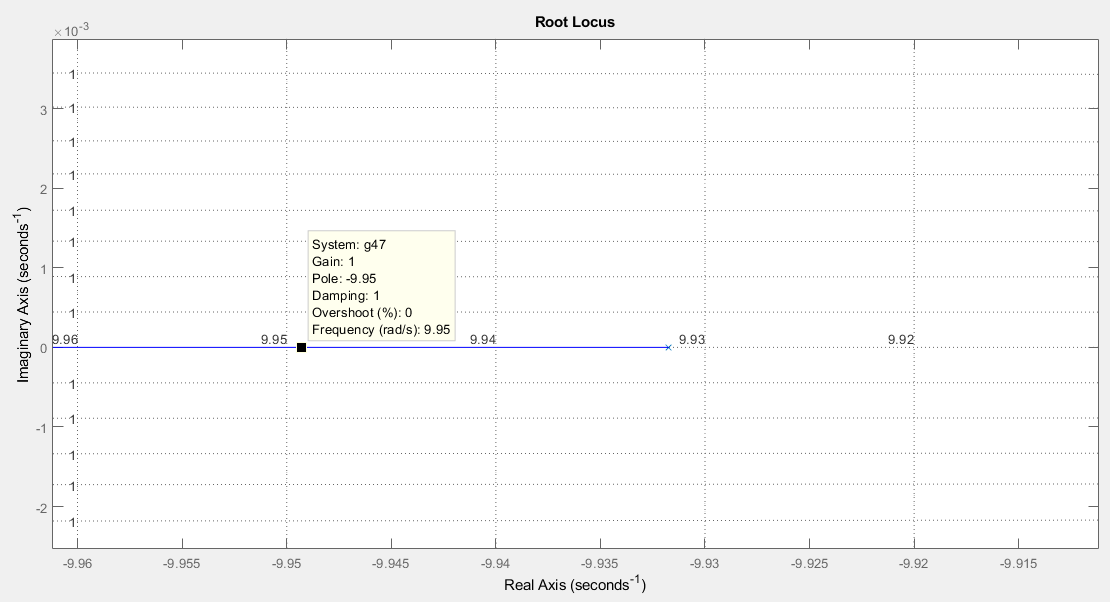 Root Locus
×10⁻³
3
2
1
0
-1
-2
Imaginary Axis (seconds⁻¹)
1
1
1
1
1
1
1
1
1
1
1
1
1
System: g47
Gain: 1
Pole: -9.95
Damping: 1
Overshoot (%): 0
Frequency (rad/s): 9.95
9.96 9.95 9.94 9.93 9.92
-9.96 -9.955 -9.95 -9.945 -9.94 -9.935 -9.93 -9.925 -9.92 -9.915
Real Axis (seconds⁻¹)